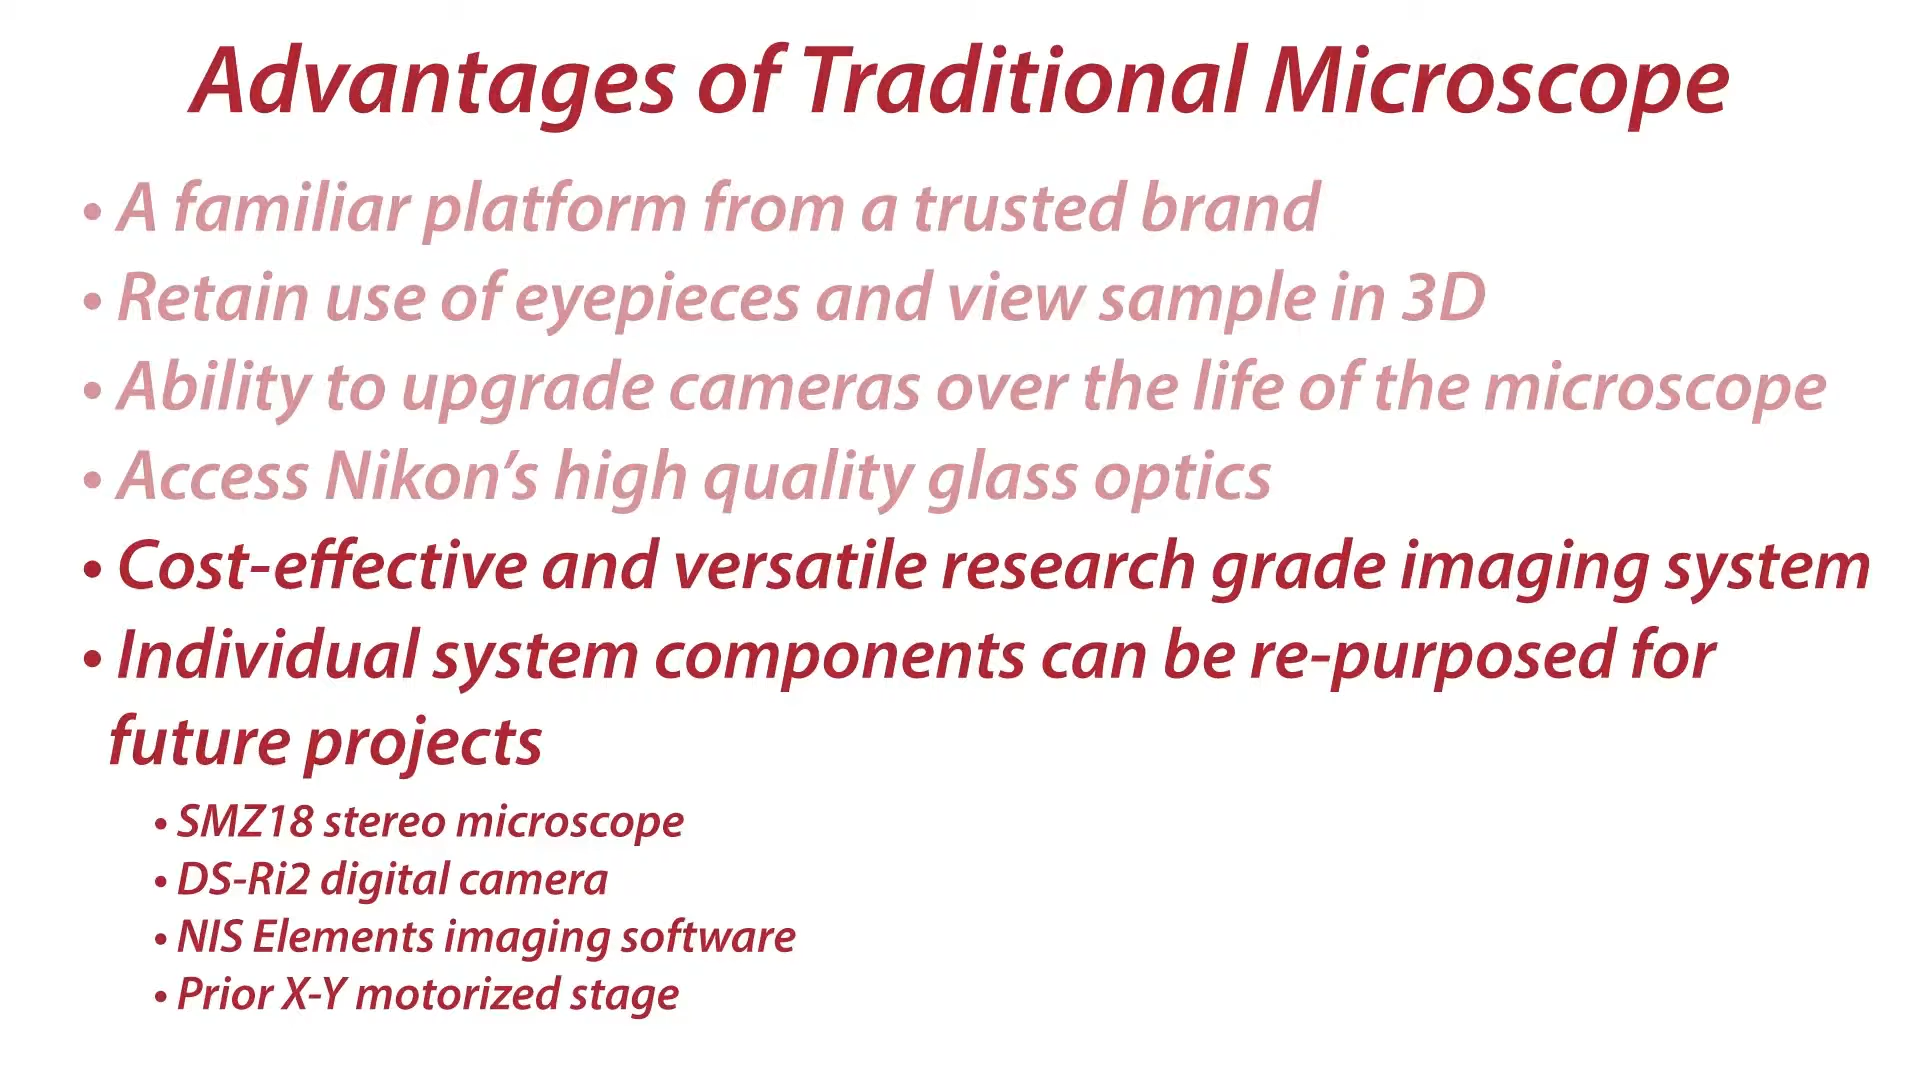 Advantages of Traditional Microscope
• A familiar platform from a trusted brand
• Retain use of eyepieces and view sample in 3D
• Ability to upgrade cameras over the life of the microscope
• Access Nikon’s high quality glass optics
• Cost-effective and versatile research grade imaging system
• Individual system components can be re-purposed for
future projects
• SMZ18 stereo microscope
• DS-Ri2 digital camera
• NIS Elements imaging software
• Prior X-Y motorized stage